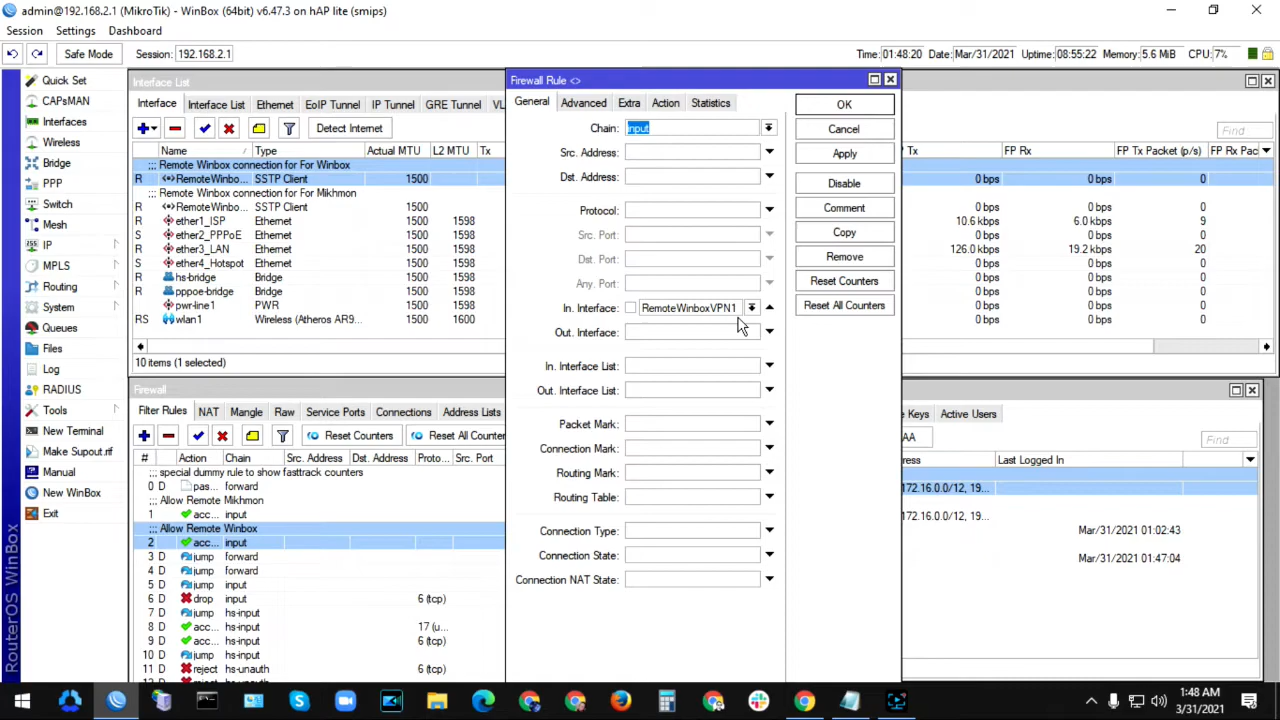 admin@192.168.2.1 (MikroTik) - WinBox (64bit) v6.47.3 on hAP lite (smips)
Session Settings Dashboard
Safe Mode Session: 192.168.2.1 Time: 01:48:20 Date: Mar/31/2021 Uptime: 08:55:22 Memory: 5.6 MiB CPU: 7%
Quick Set
CAPsMAN
Interfaces
Wireless
Bridge
PPP
Switch
Mesh
IP
MPLS
Routing
System
Queues
Files
Log
RADIUS
Tools
New Terminal
Make Supout.rif
Manual
New WinBox
Exit
RouterOS WinBox
Interface List
Interface Interface List Ethernet EoIP Tunnel IP Tunnel GRE Tunnel VL
Detect Internet
Name Type Actual MTU L2 MTU Tx
;;; Remote Winbox connection for For Winbox
R RemoteWinbo... SSTP Client 1500
;;; Remote Winbox connection for For Mikhmon
R RemoteWinbo... SSTP Client 1500
R ether1_ISP Ethernet 1500 1598
S ether2_PPPoE Ethernet 1500 1598
R ether3_LAN Ethernet 1500 1598
S ether4_Hotspot Ethernet 1500 1598
R hs-bridge Bridge 1500 1598
R pppoe-bridge Bridge 1500 1598
pwr-line1 PWR 1500 1598
RS wlan1 Wireless (Atheros AR9... 1500 1598
10 items (1 selected)
Find
Tx FP Rx FP Tx Packet (p/s) FP Rx Pac
0 bps 0 bps 0
0 bps 0 bps 0
10.6 kbps 6.0 kbps 9
0 bps 0 bps 0
126.0 kbps 19.2 kbps 20
0 bps 0 bps 0
0 bps 0 bps 0
0 bps 0 bps 0
0 bps 0 bps 0
0 bps 0 bps 0
Firewall Rule <>
General Advanced Extra Action Statistics
Chain: input
Src. Address:
Dst. Address:
Protocol:
Src. Port:
Dst. Port:
Any. Port:
In. Interface: RemoteWinboxVPN1
Out. Interface:
In. Interface List:
Out. Interface List:
Packet Mark:
Connection Mark:
Routing Mark:
Routing Table:
Connection Type:
Connection State:
Connection NAT State:
OK
Cancel
Apply
Disable
Comment
Copy
Remove
Reset Counters
Reset All Counters
Firewall
Filter Rules NAT Mangle Raw Service Ports Connections Address Lists
Reset Counters Reset All Counter
# Action Chain Src. Address Dst. Address Proto... Src. Port
;;; special dummy rule to show fasttrack counters
0 D pas... forward
;;; Allow Remote Mikhmon
1 acc... input
;;; Allow Remote Winbox
2 acc... input
3 D jump forward
4 D jump forward
5 D jump input
6 D drop input 6 (tcp)
7 D jump hs-input
8 D acc... hs-input 17 (u...
9 D acc... hs-input 6 (tcp)
10 D jump hs-input
11 D reject hs-unauth 6 (tcp)
Keys Active Users
AA Find
ress Last Logged In
172.16.0.0/12, 19...
172.16.0.0/12, 19...
Mar/31/2021 01:02:43
Mar/31/2021 01:47:04
1:48 AM
3/31/2021